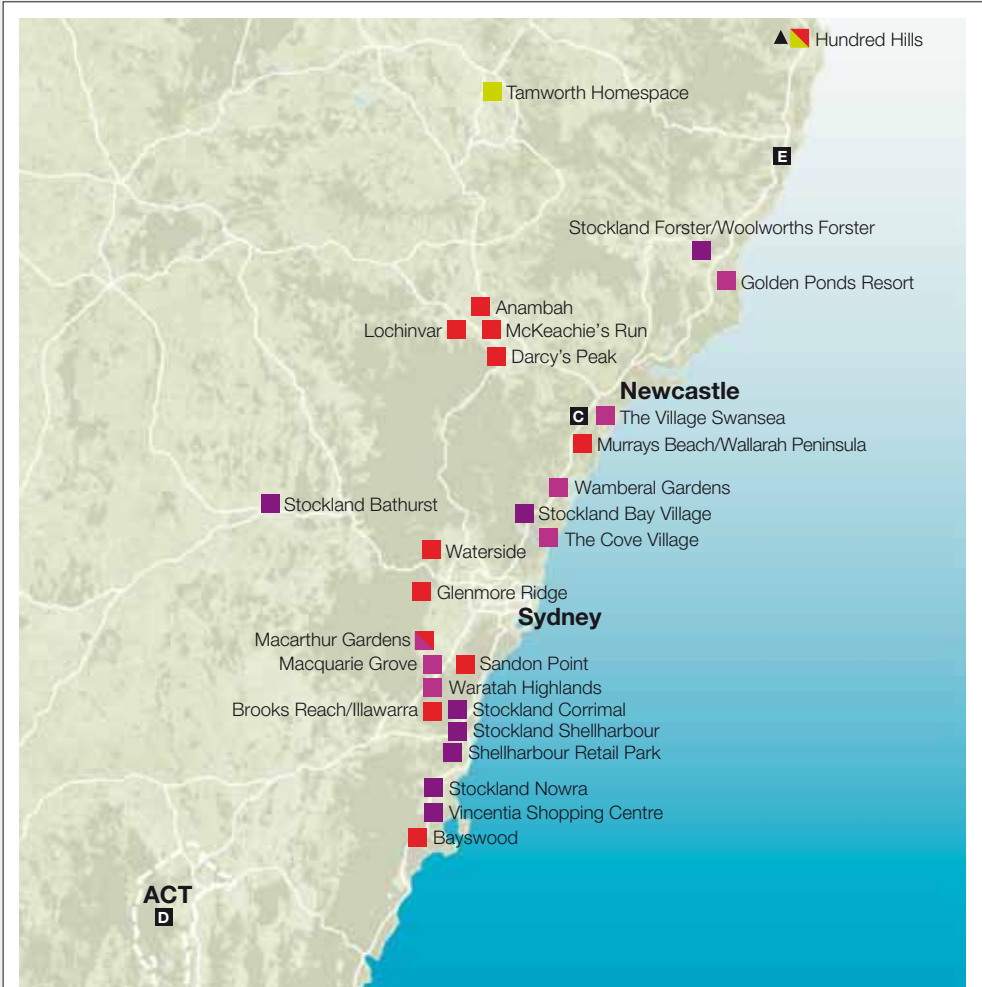 Hundred Hills
Tamworth Homespace
E
Stockland Forster/Woolworths Forster
Golden Ponds Resort
Anambah
Lochinvar
McKeachie's Run
Darcy's Peak
Newcastle
C
The Village Swansea
Murrays Beach/Wallarah Peninsula
Wamberal Gardens
Stockland Bathurst
Stockland Bay Village
The Cove Village
Waterside
Glenmore Ridge
Sydney
Macarthur Gardens
Macquarie Grove
Sandon Point
Waratah Highlands
Brooks Reach/Illawarra
Stockland Corrimal
Stockland Shellharbour
Shellharbour Retail Park
Stockland Nowra
Vincentia Shopping Centre
Bayswood
ACT
D